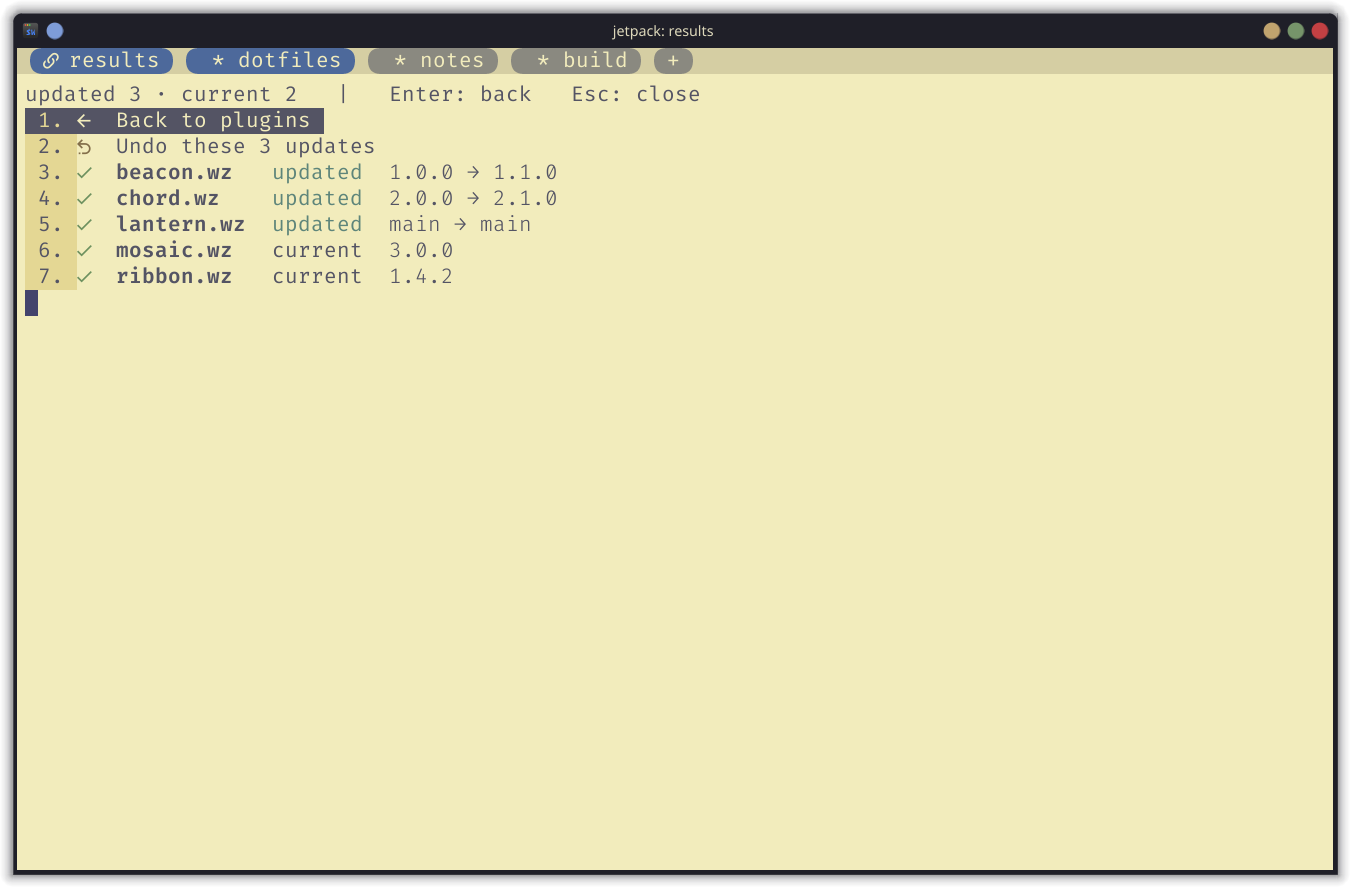 jetpack: results
results * dotfiles * notes * build +
updated 3 · current 2 | Enter: back Esc: close
1. ← Back to plugins
2. Undo these 3 updates
3. ✓ beacon.wz updated 1.0.0 → 1.1.0
4. ✓ chord.wz updated 2.0.0 → 2.1.0
5. ✓ lantern.wz updated main → main
6. ✓ mosaic.wz current 3.0.0
7. ✓ ribbon.wz current 1.4.2